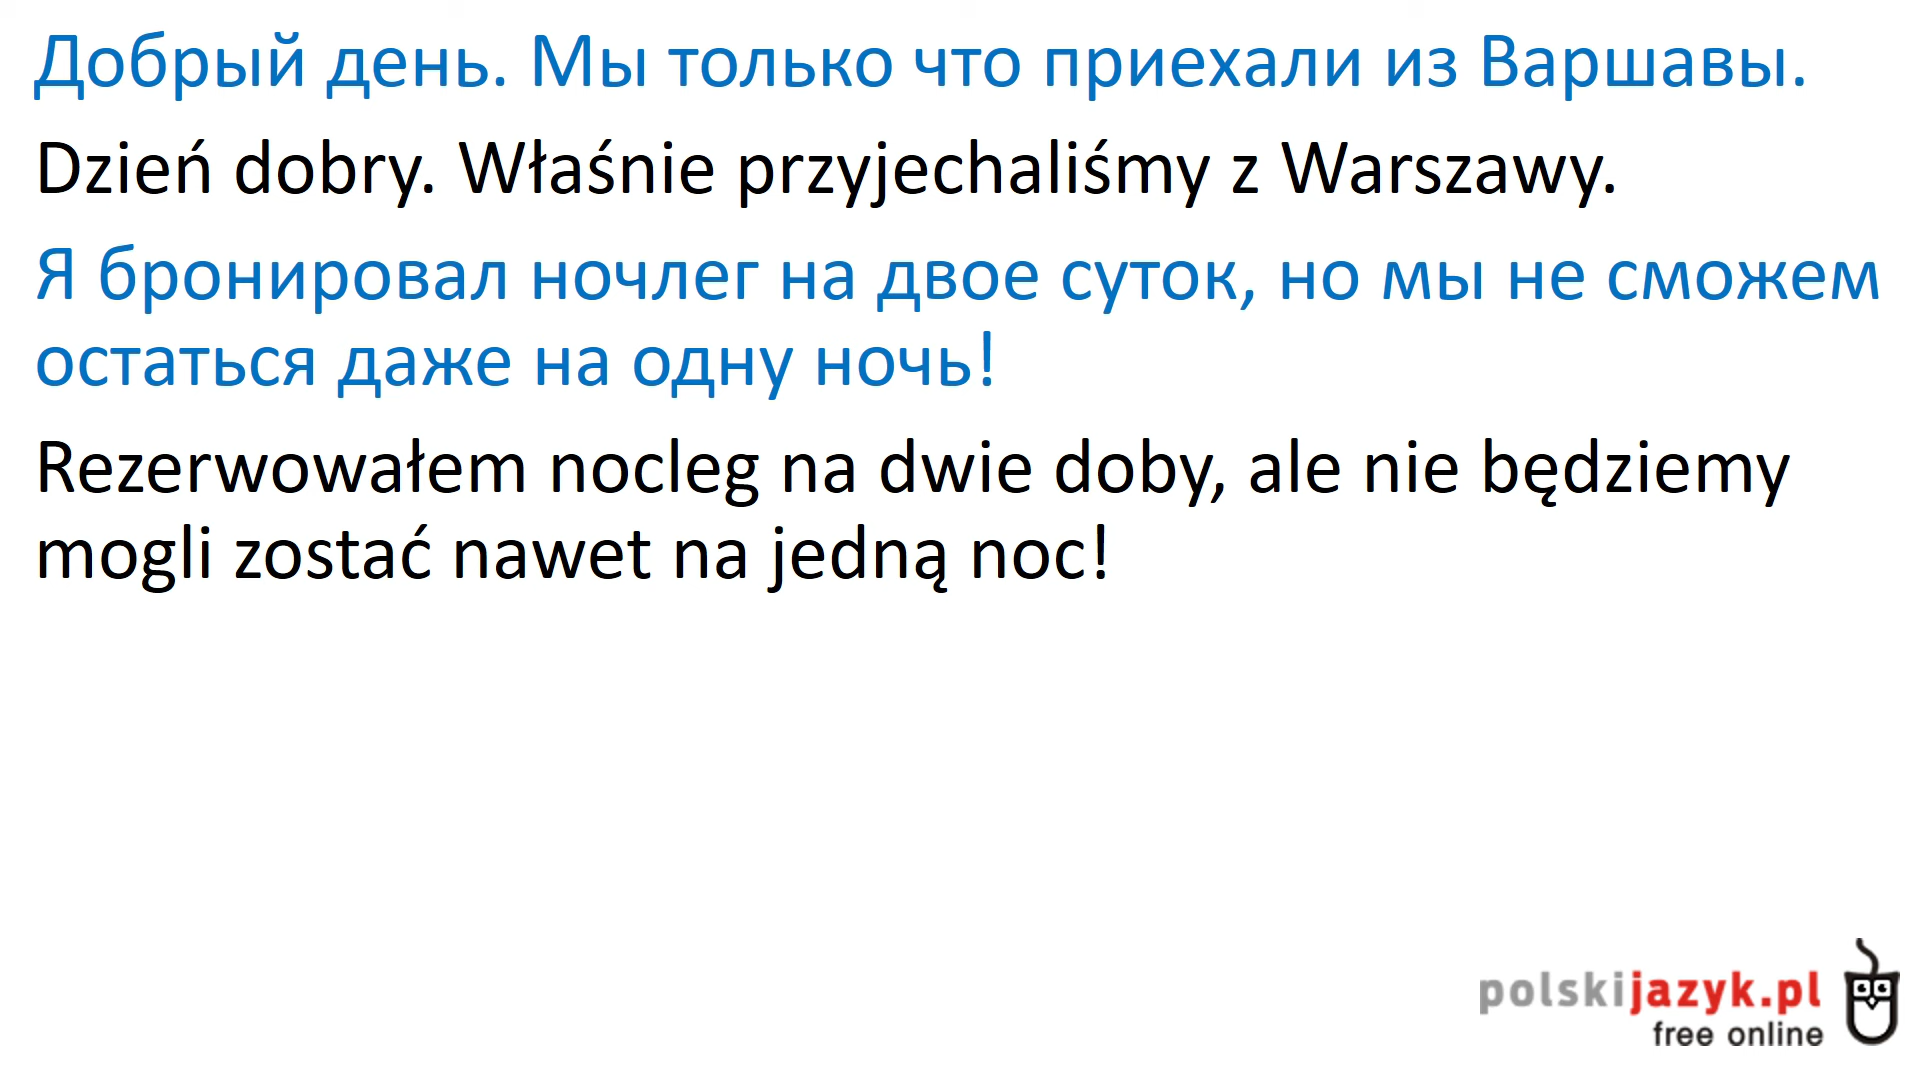 Добрый день. Мы только что приехали из Варшавы.
Dzień dobry. Właśnie przyjechaliśmy z Warszawy.
Я бронировал ночлег на двое суток, но мы не сможем
остаться даже на одну ночь!
Rezerwowałem nocleg na dwie doby, ale nie będziemy
mogli zostać nawet na jedną noc!
polskijazyk.pl
free online